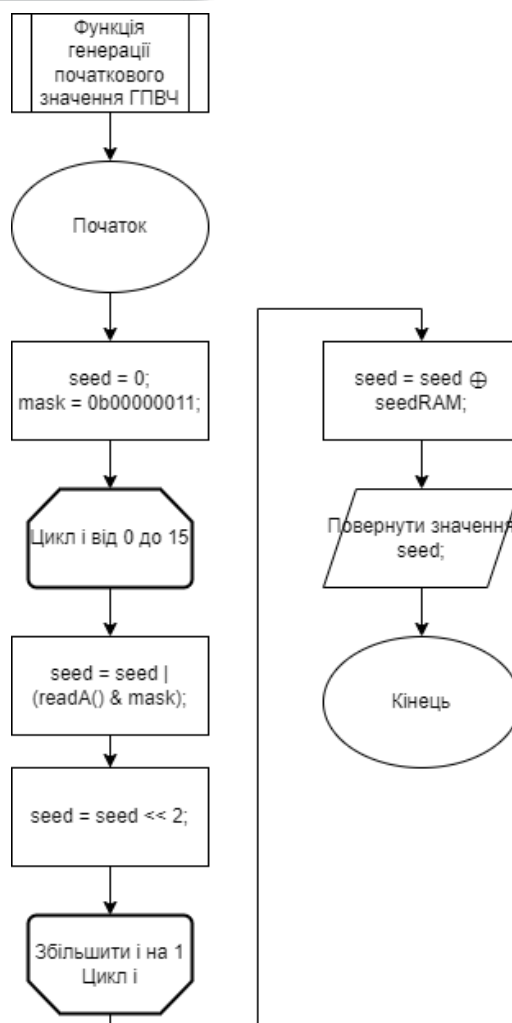 Функція
генерації
початкового
значення ГПВЧ
Початок
seed = 0;
mask = 0b00000011;
Цикл і від 0 до 15
seed = seed |
(readA() & mask);
seed = seed << 2;
Збільшити і на 1
Цикл і
seed = seed ⊕
seedRAM;
Повернути значення
seed;
Кінець